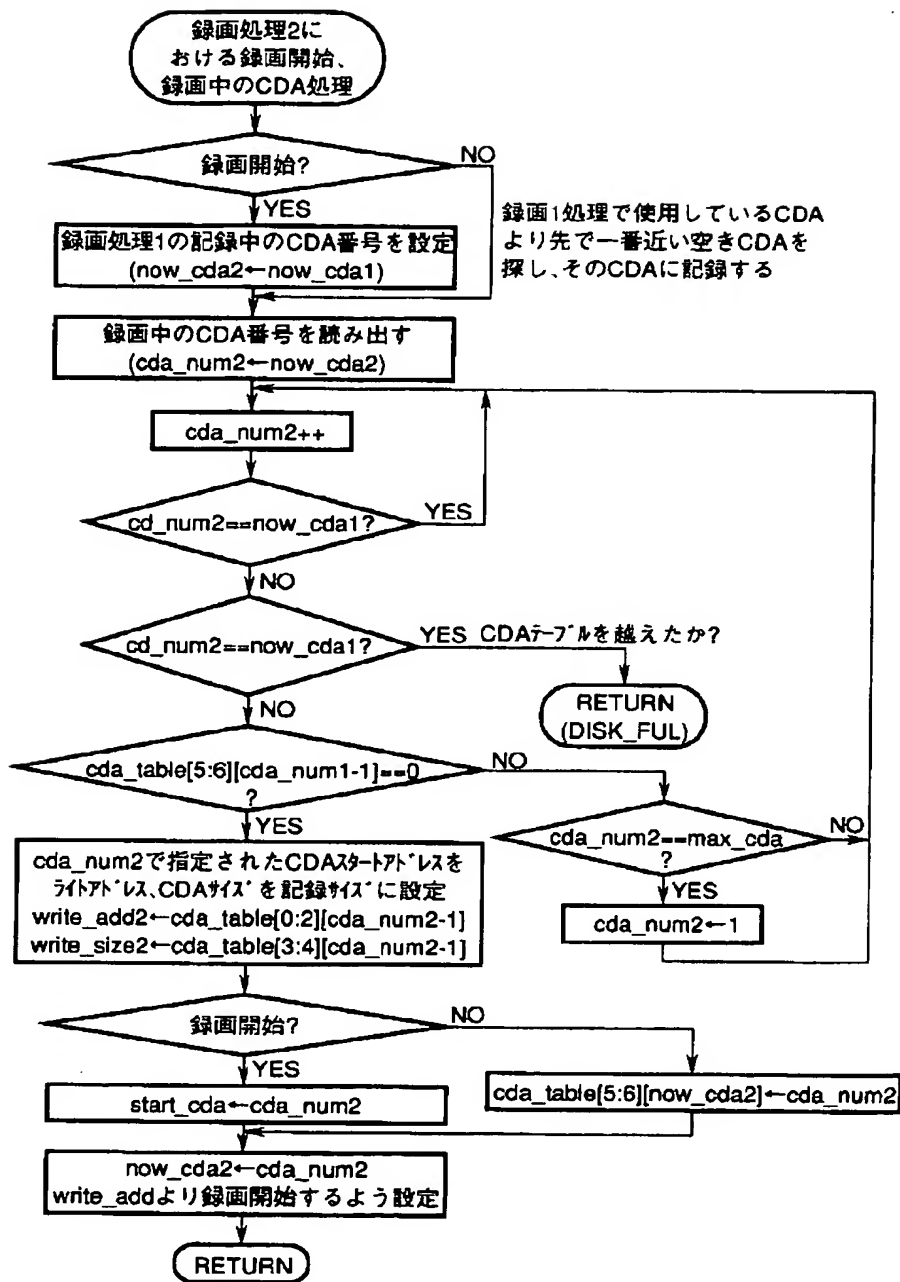 録画処理2に
おける録画開始、
録画中のCDA処理
録画開始?
NO
YES
録画1処理で使用しているCDA
より先で一番近い空きCDAを
探し、そのCDAに記録する
録画処理1の記録中のCDA番号を設定
(now_cda2←now_cda1)
録画中のCDA番号を読み出す
(cda_num2←now_cda2)
cda_num2++
cd_num2==now_cda1?
YES
NO
cd_num2==now_cda1?
YES CDAテーブルを越えたか?
NO
RETURN
(DISK_FUL)
cda_table[5:6][cda_num1-1]==0
?
NO
YES
cda_num2==max_cda
?
NO
YES
cda_num2で指定されたCDAスタートアドレスを
ライトアドレス、CDAサイズを記録サイズに設定
write_add2←cda_table[0:2][cda_num2-1]
write_size2←cda_table[3:4][cda_num2-1]
cda_num2←1
録画開始?
NO
YES
start_cda←cda_num2
cda_table[5:6][now_cda2]←cda_num2
now_cda2←cda_num2
write_addより録画開始するよう設定
RETURN